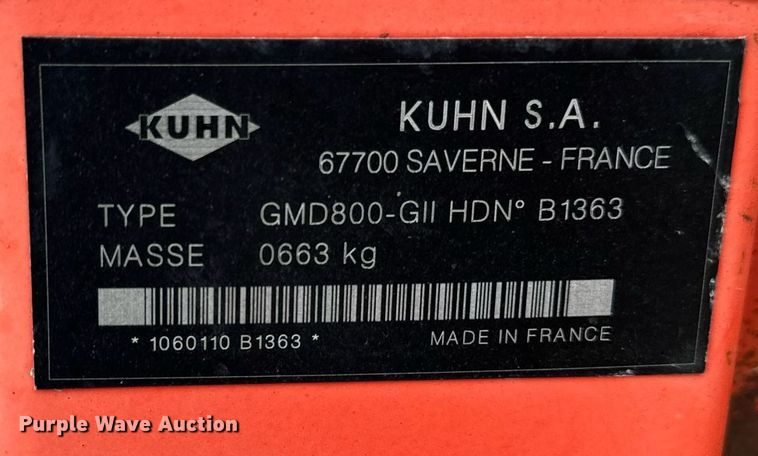 KUHN
KUHN S.A.
67700 SAVERNE - FRANCE
TYPE GMD800-GII HDN° B1363
MASSE 0663 kg
* 1060110 B1363 *
MADE IN FRANCE
Purple Wave Auction